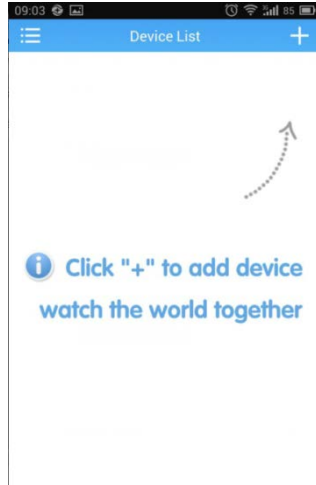 09:03 85
Device List
Click "+" to add device
watch the world together